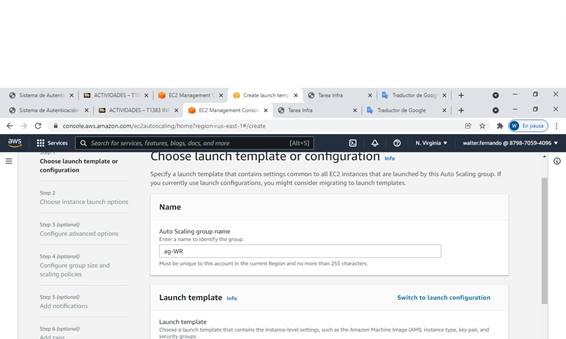 Sistema de Autentic ACTIVIDADES – T13 EC2 Management C Create launch temp Tarea Infra Traductor de Goog
Sistema de Autenticación ACTIVIDADES – T1383 INF EC2 Management Conso Tarea Infra Traductor de Google
console.aws.amazon.com/ec2autoscaling/home?region=us-east-1#/create W En pausa
aws Services Search for services, features, blogs, docs, and more [Alt+S] N. Virginia walter.fernando @ 8798-7059-4096
Choose launch template or configuration
Choose launch template or configuration Info
Specify a launch template that contains settings common to all EC2 instances that are launched by this Auto Scaling group. If you currently use launch configurations, you might consider migrating to launch templates.
Step 2
Choose instance launch options
Step 3 (optional)
Configure advanced options
Step 4 (optional)
Configure group size and scaling policies
Step 5 (optional)
Add notifications
Step 6 (optional)
Add tags
Name
Auto Scaling group name
Enter a name to identify the group.
ag-WR
Must be unique to this account in the current Region and no more than 255 characters.
Launch template Info
Switch to launch configuration
Launch template
Choose a launch template that contains the instance-level settings, such as the Amazon Machine Image (AMI), instance type, key pair, and security groups.